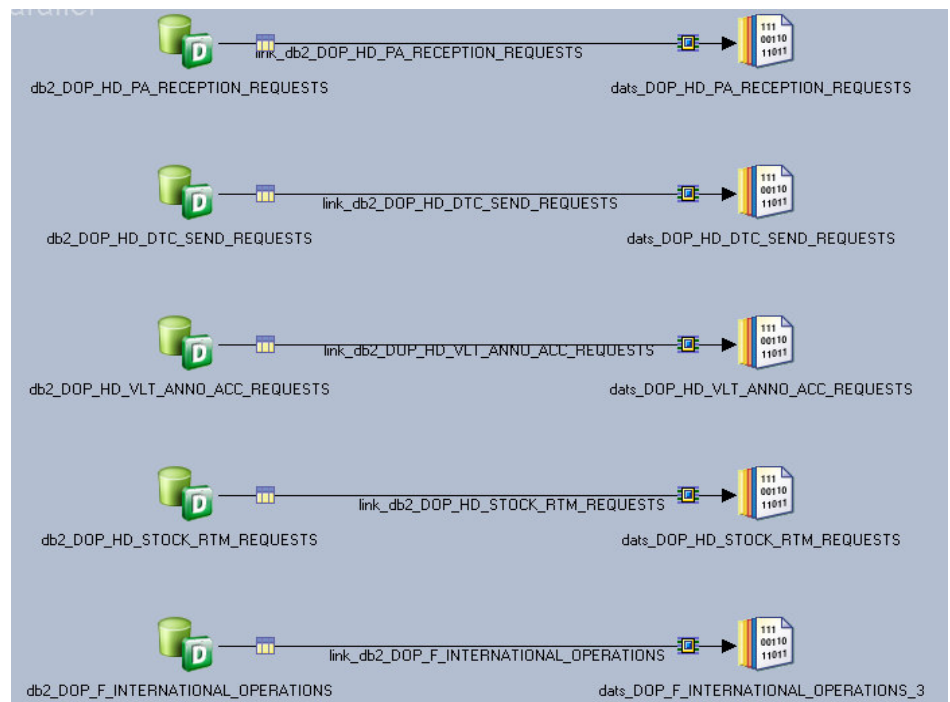 link_db2_DOP_HD_PA_RECEPTION_REQUESTS
db2_DOP_HD_PA_RECEPTION_REQUESTS
dats_DOP_HD_PA_RECEPTION_REQUESTS
link_db2_DOP_HD_DTC_SEND_REQUESTS
db2_DOP_HD_DTC_SEND_REQUESTS
dats_DOP_HD_DTC_SEND_REQUESTS
link_db2_DOP_HD_VLT_ANNO_ACC_REQUESTS
db2_DOP_HD_VLT_ANNO_ACC_REQUESTS
dats_DOP_HD_VLT_ANNO_ACC_REQUESTS
link_db2_DOP_HD_STOCK_RTM_REQUESTS
db2_DOP_HD_STOCK_RTM_REQUESTS
dats_DOP_HD_STOCK_RTM_REQUESTS
link_db2_DOP_F_INTERNATIONAL_OPERATIONS
db2_DOP_F_INTERNATIONAL_OPERATIONS
dats_DOP_F_INTERNATIONAL_OPERATIONS_3